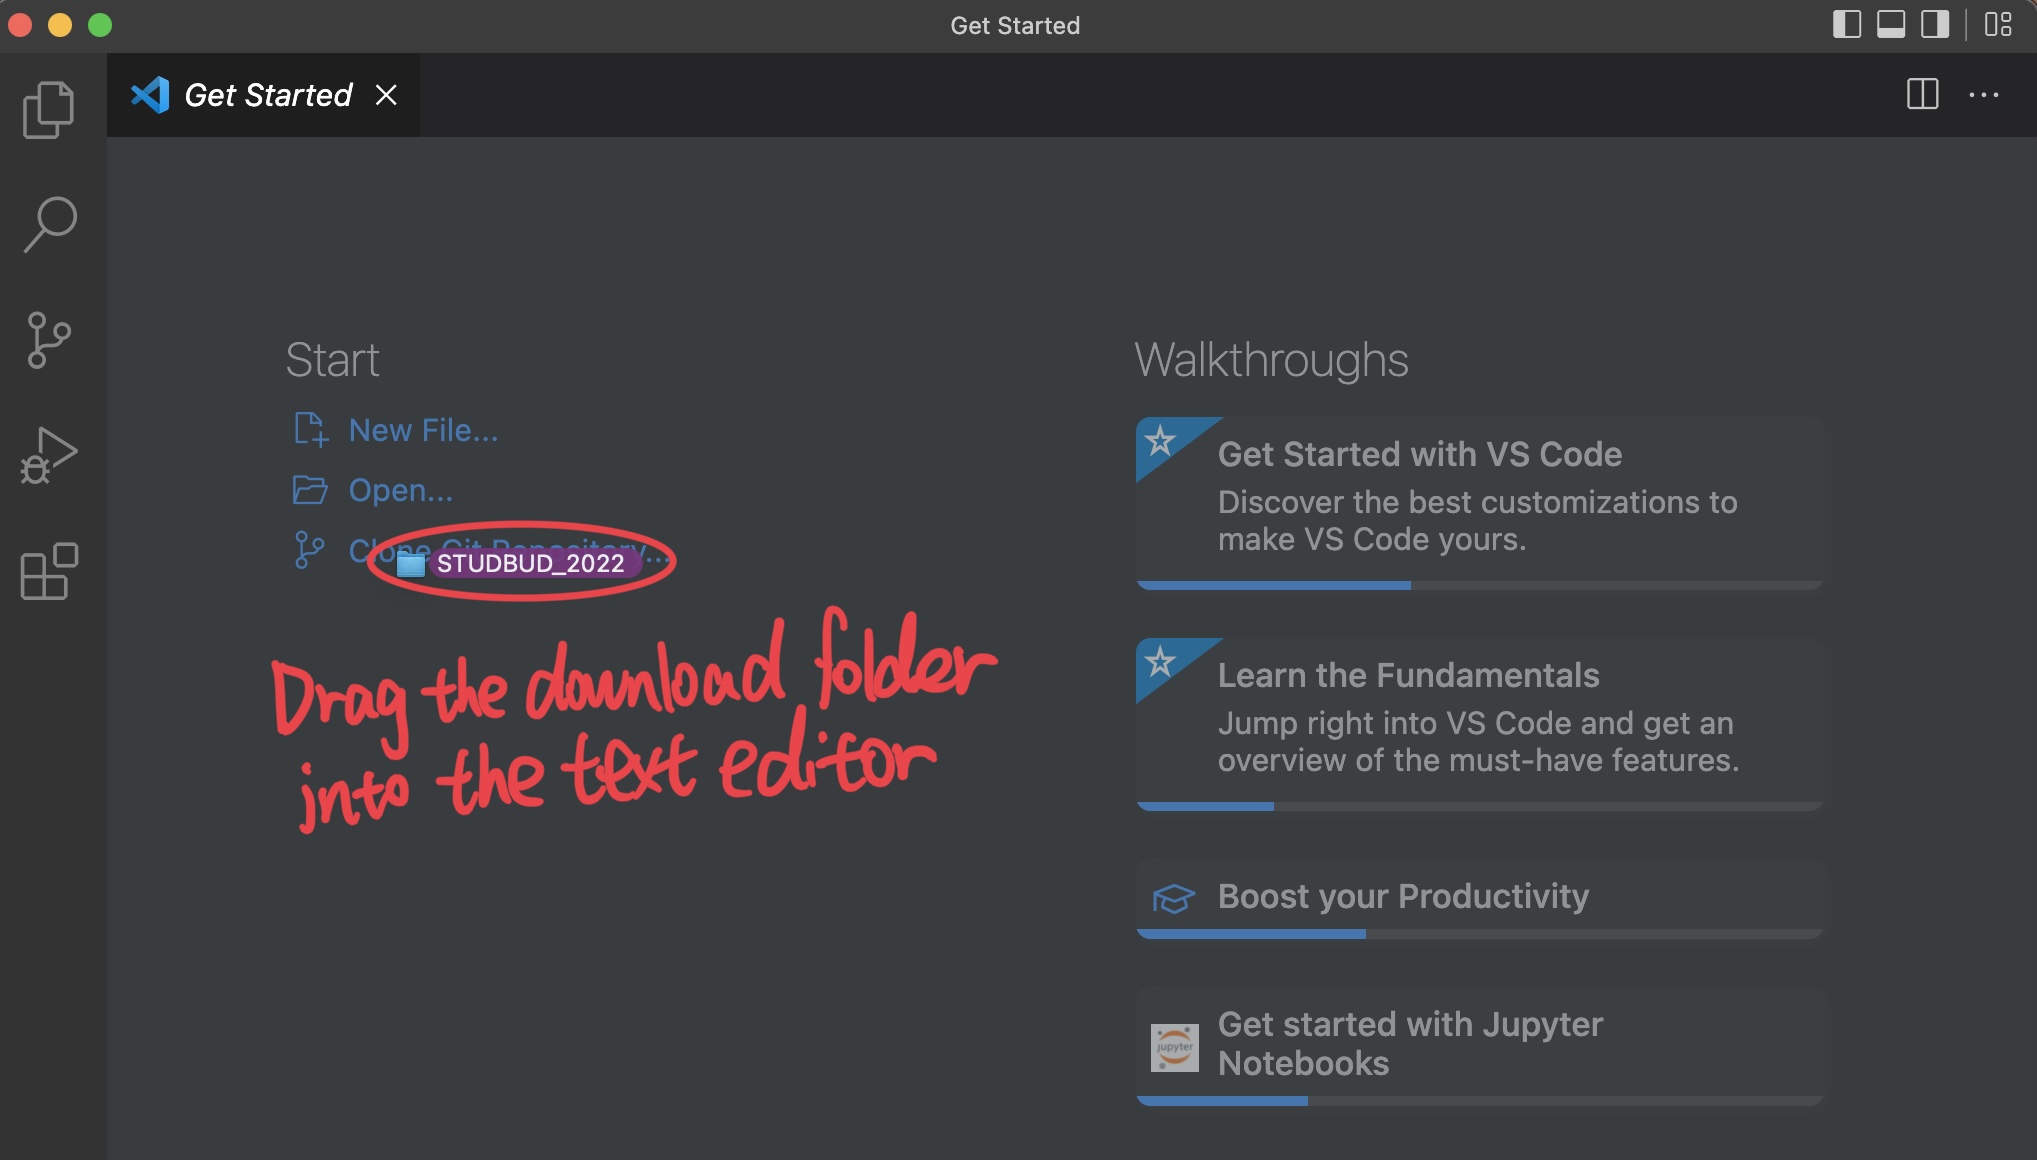 Get Started
Get Started
Start
New File...
Open...
Clone Git Repository...
STUDBUD_2022
Drag the download folder
into the text editor
Walkthroughs
Get Started with VS Code
Discover the best customizations to
make VS Code yours.
Learn the Fundamentals
Jump right into VS Code and get an
overview of the must-have features.
Boost your Productivity
jupyter
Get started with Jupyter
Notebooks